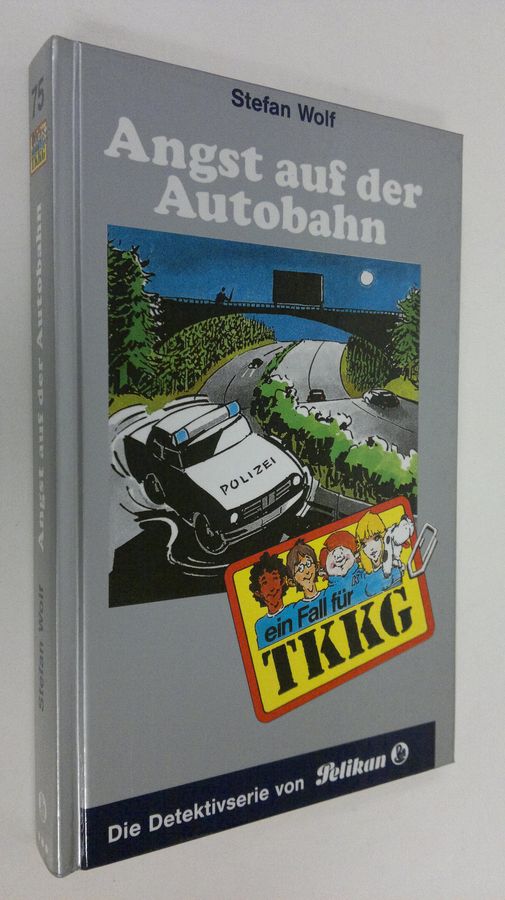 Stefan Wolf
Angst auf der
Autobahn
POLIZEI
ein Fall für
TKKG
Die Detektivserie von Pelikan
75
TKKG
Angst auf der Autobahn
Stefan Wolf